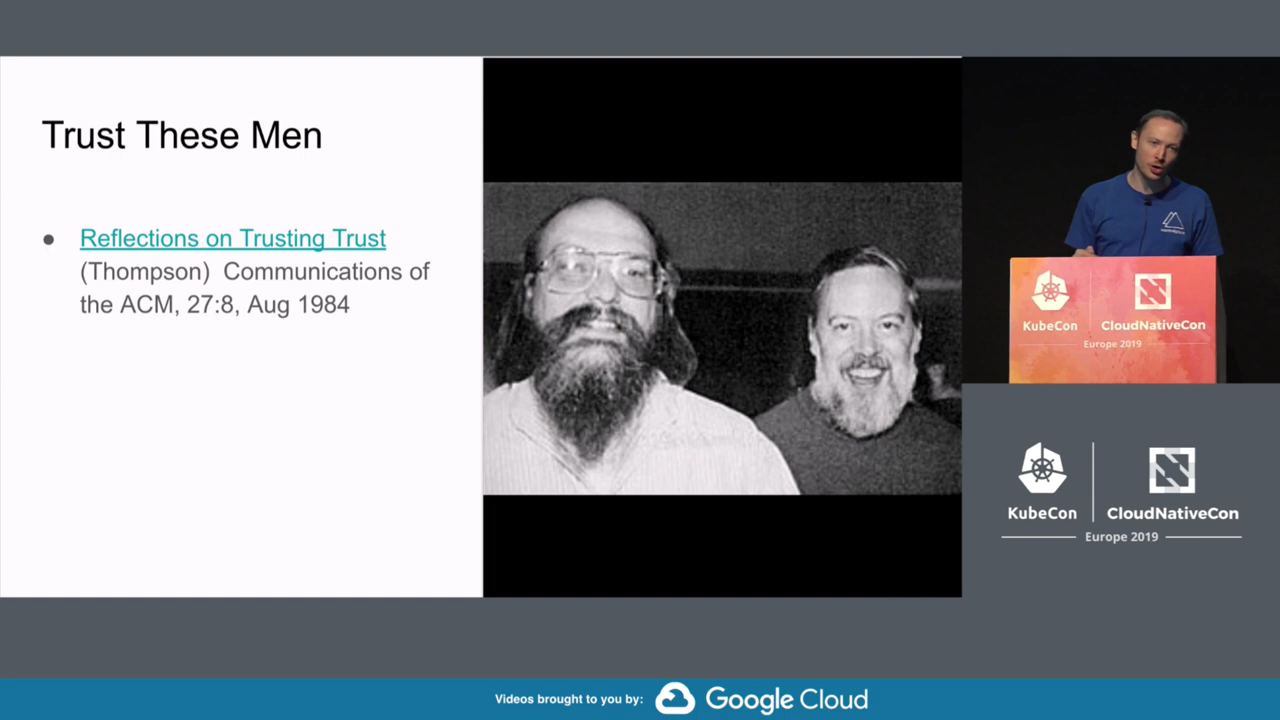 Trust These Men
● Reflections on Trusting Trust
(Thompson) Communications of
the ACM, 27:8, Aug 1984
KubeCon
CloudNativeCon
Europe 2019
KubeCon
CloudNativeCon
Europe 2019
Videos brought to you by: Google Cloud